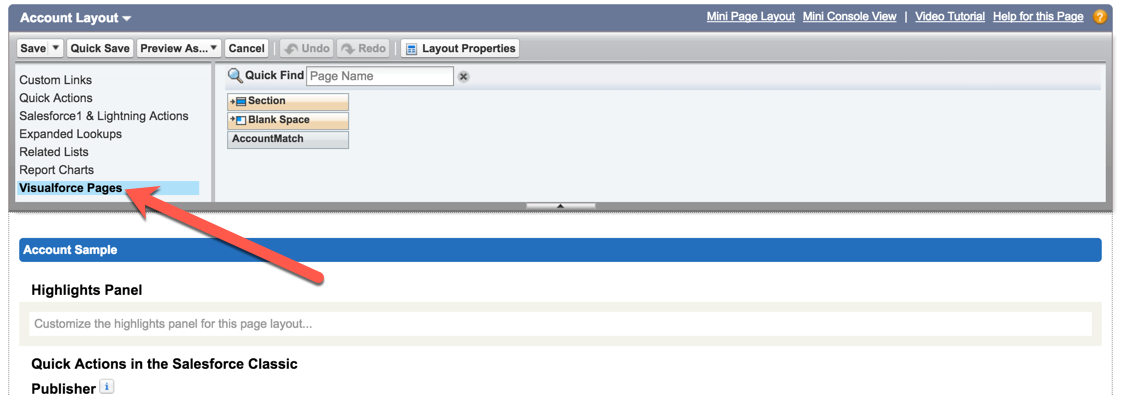 Account Layout Mini Page Layout Mini Console View | Video Tutorial Help for this Page ?
Save Quick Save Preview As... Cancel Undo Redo Layout Properties
Custom Links
Quick Actions
Salesforce1 & Lightning Actions
Expanded Lookups
Related Lists
Report Charts
Visualforce Pages
Quick Find Page Name
Section
Blank Space
AccountMatch
Account Sample
Highlights Panel
Customize the highlights panel for this page layout...
Quick Actions in the Salesforce Classic
Publisher i